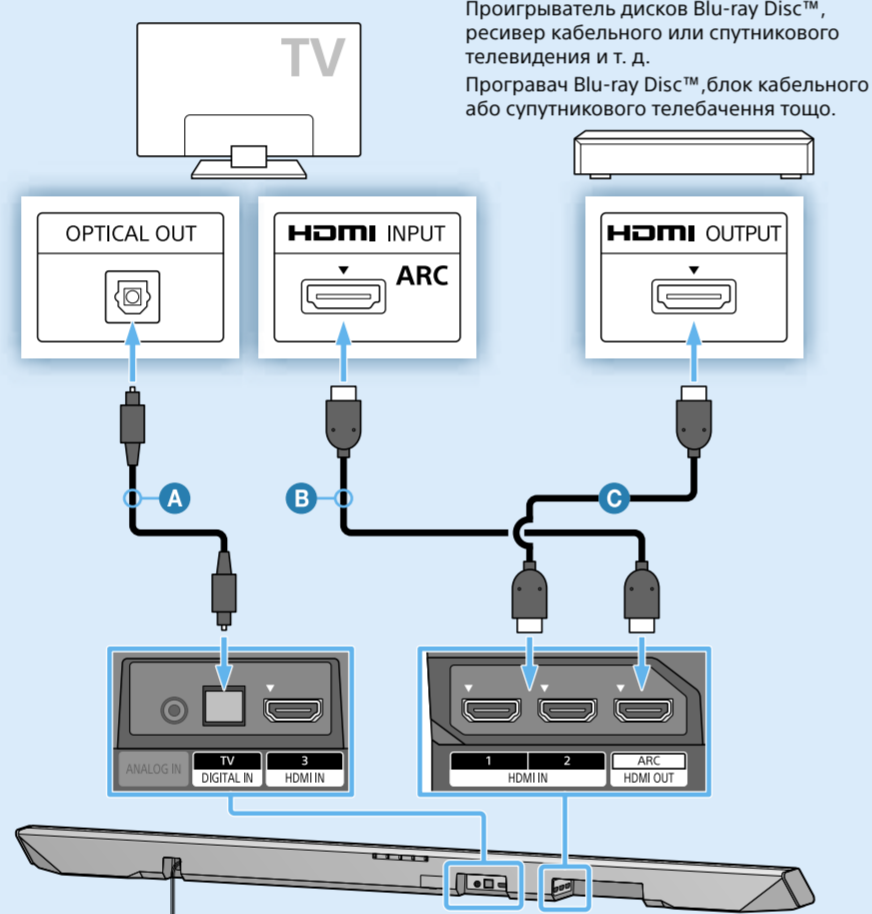 Проигрыватель дисков Blu-ray Disc™,
ресивер кабельного или спутникового
телевидения и т. д.
Програвач Blu-ray Disc™,блок кабельного
або супутникового телебачення тощо.
TV
OPTICAL OUT
HDMI INPUT
ARC
HDMI OUTPUT
A
B
C
ANALOG IN
TV
DIGITAL IN
3
HDMI IN
1
2
HDMI IN
ARC
HDMI OUT